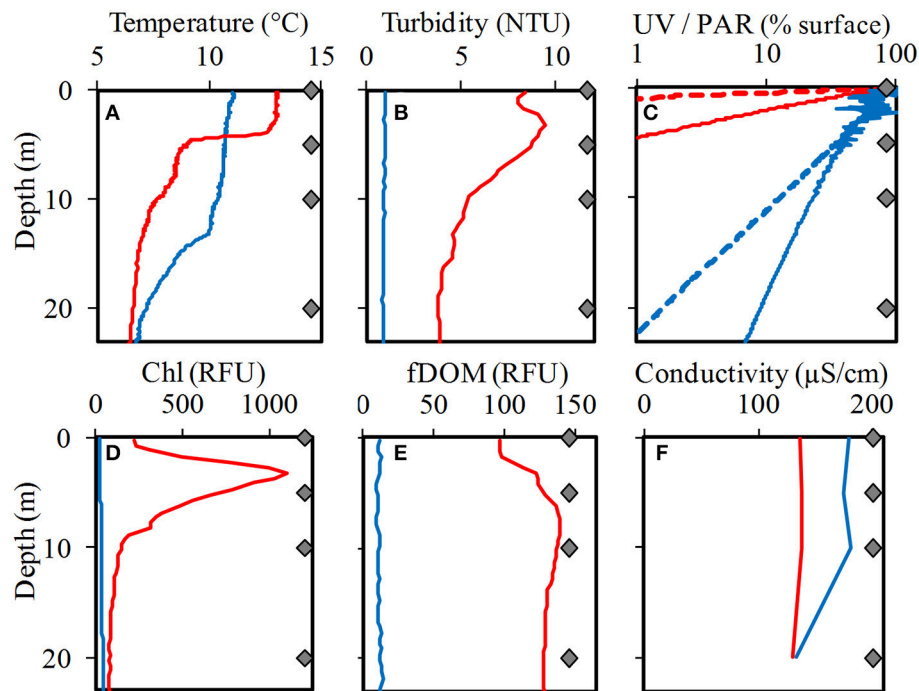 Temperature (°C)
5 10 15
Turbidity (NTU)
0 5 10
UV / PAR (% surface)
1 10 100
Depth (m)
0
10
20
A
B
C
Chl (RFU)
0 500 1000
fDOM (RFU)
0 50 100 150
Conductivity (µS/cm)
0 100 200
Depth (m)
0
10
20
D
E
F